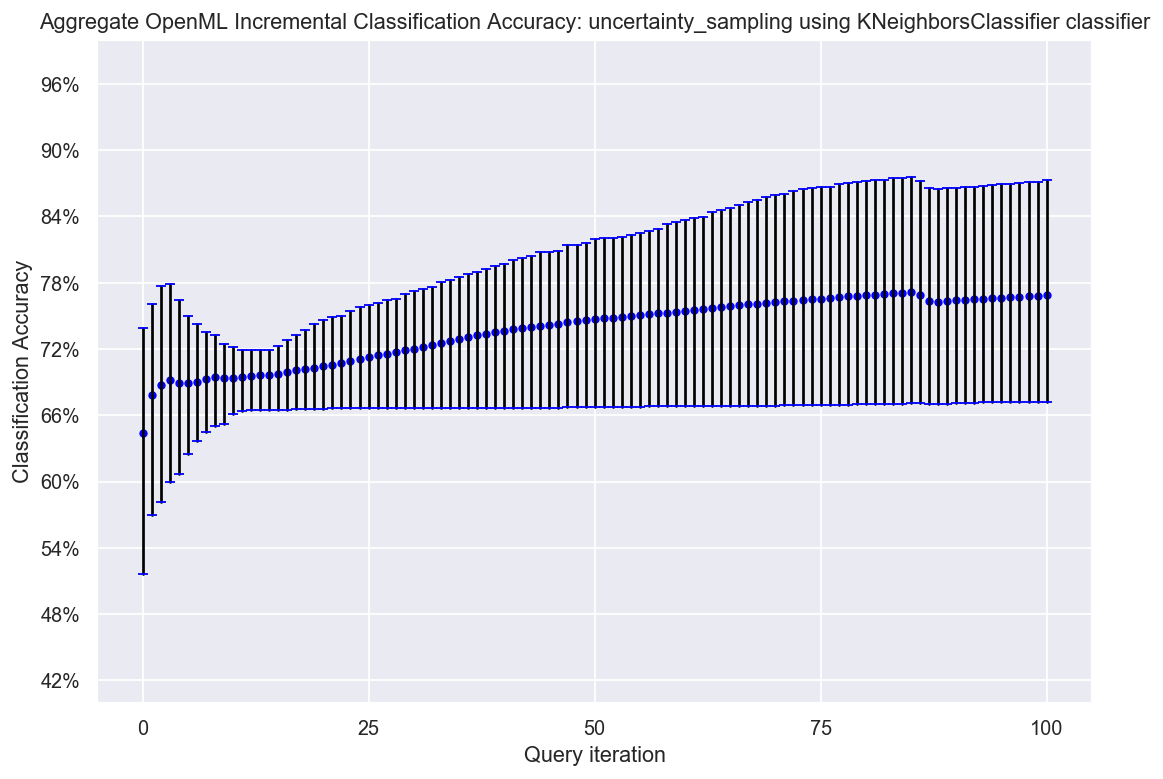 Aggregate OpenML Incremental Classification Accuracy: uncertainty_sampling using KNeighborsClassifier classifier
96%
90%
84%
78%
72%
66%
60%
54%
48%
42%
Classification Accuracy
0 25 50 75 100
Query iteration